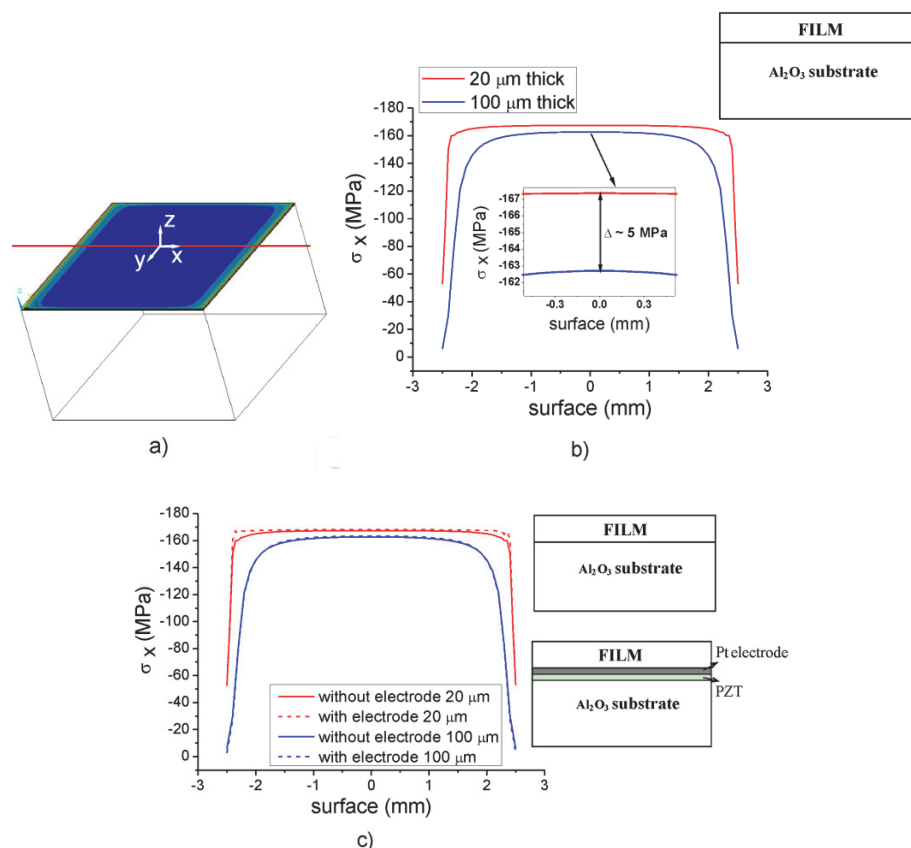 z
y
x
a)
FILM
Al₂O₃ substrate
20 μm thick
100 μm thick
-180
-160
-140
-120
-100
-80
-60
-40
-20
0
σ x (MPa)
-167
-166
-165
-164
-163
-162
σ x (MPa)
Δ ~ 5 MPa
-0.3 0.0 0.3
surface (mm)
-3 -2 -1 0 1 2 3
surface (mm)
b)
-180
-160
-140
-120
-100
-80
-60
-40
-20
0
σ x (MPa)
without electrode 20 μm
with electrode 20 μm
without electrode 100 μm
with electrode 100 μm
-3 -2 -1 0 1 2 3
surface (mm)
c)
FILM
Al₂O₃ substrate
FILM
Pt electrode
PZT
Al₂O₃ substrate